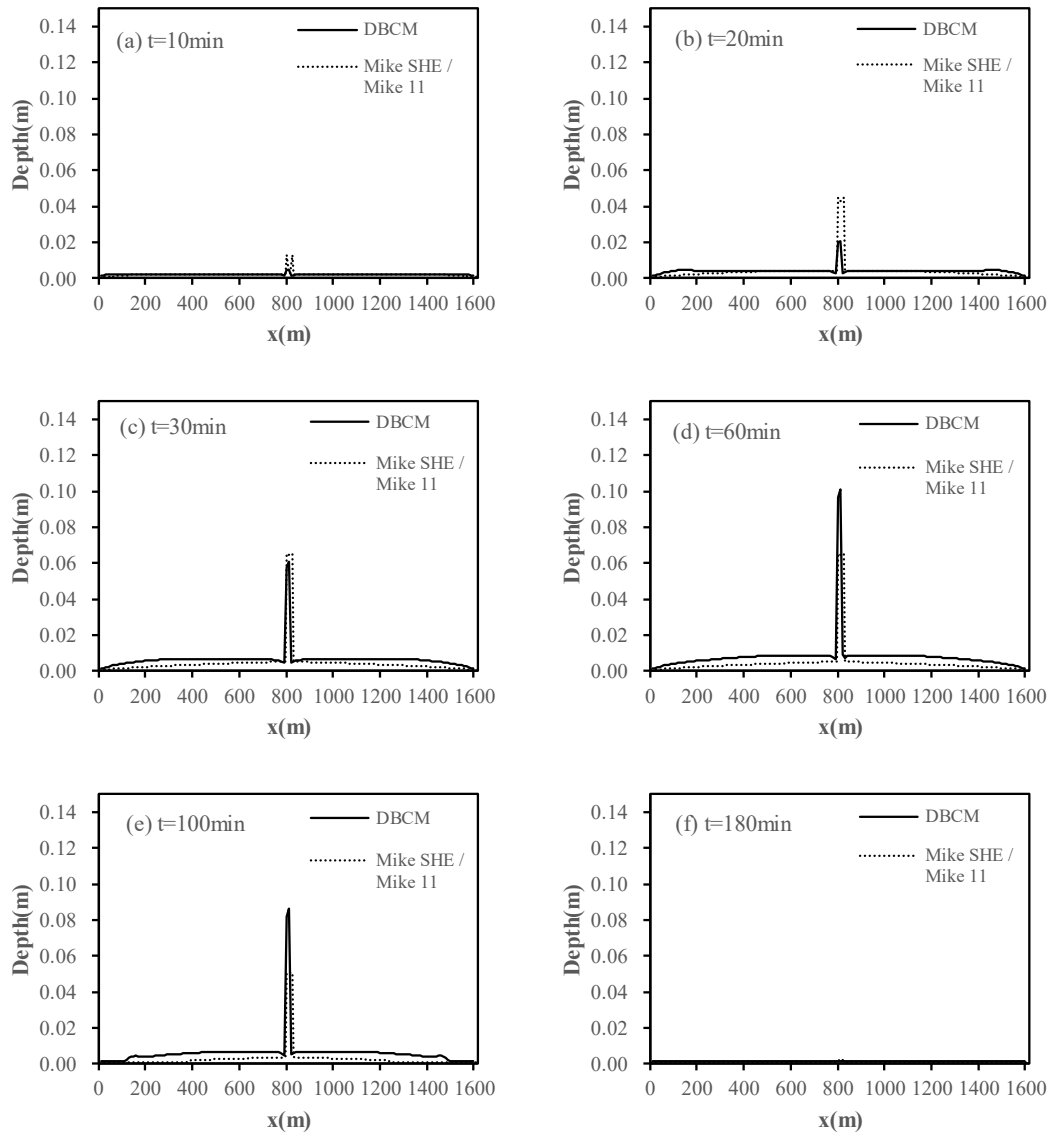 0.14
0.12
0.10
0.08
0.06
0.04
0.02
0.00
Depth(m)
(a) t=10min
DBCM
Mike SHE /
Mike 11
0 200 400 600 800 1000 1200 1400 1600
x(m)
0.14
0.12
0.10
0.08
0.06
0.04
0.02
0.00
Depth(m)
(b) t=20min
DBCM
Mike SHE /
Mike 11
0 200 400 600 800 1000 1200 1400 1600
x(m)
0.14
0.12
0.10
0.08
0.06
0.04
0.02
0.00
Depth(m)
(c) t=30min
DBCM
Mike SHE /
Mike 11
0 200 400 600 800 1000 1200 1400 1600
x(m)
0.14
0.12
0.10
0.08
0.06
0.04
0.02
0.00
Depth(m)
(d) t=60min
DBCM
Mike SHE /
Mike 11
0 200 400 600 800 1000 1200 1400 1600
x(m)
0.14
0.12
0.10
0.08
0.06
0.04
0.02
0.00
Depth(m)
(e) t=100min
DBCM
Mike SHE /
Mike 11
0 200 400 600 800 1000 1200 1400 1600
x(m)
0.14
0.12
0.10
0.08
0.06
0.04
0.02
0.00
Depth(m)
(f) t=180min
DBCM
Mike SHE /
Mike 11
0 200 400 600 800 1000 1200 1400 1600
x(m)